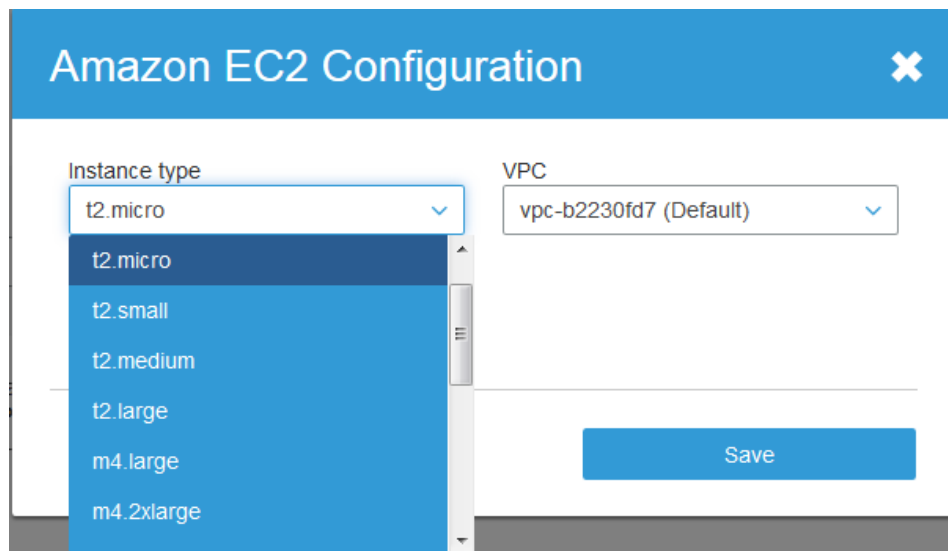 Amazon EC2 Configuration
Instance type
VPC
t2.micro
vpc-b2230fd7 (Default)
t2.micro
t2.small
t2.medium
t2.large
m4.large
m4.2xlarge
Save